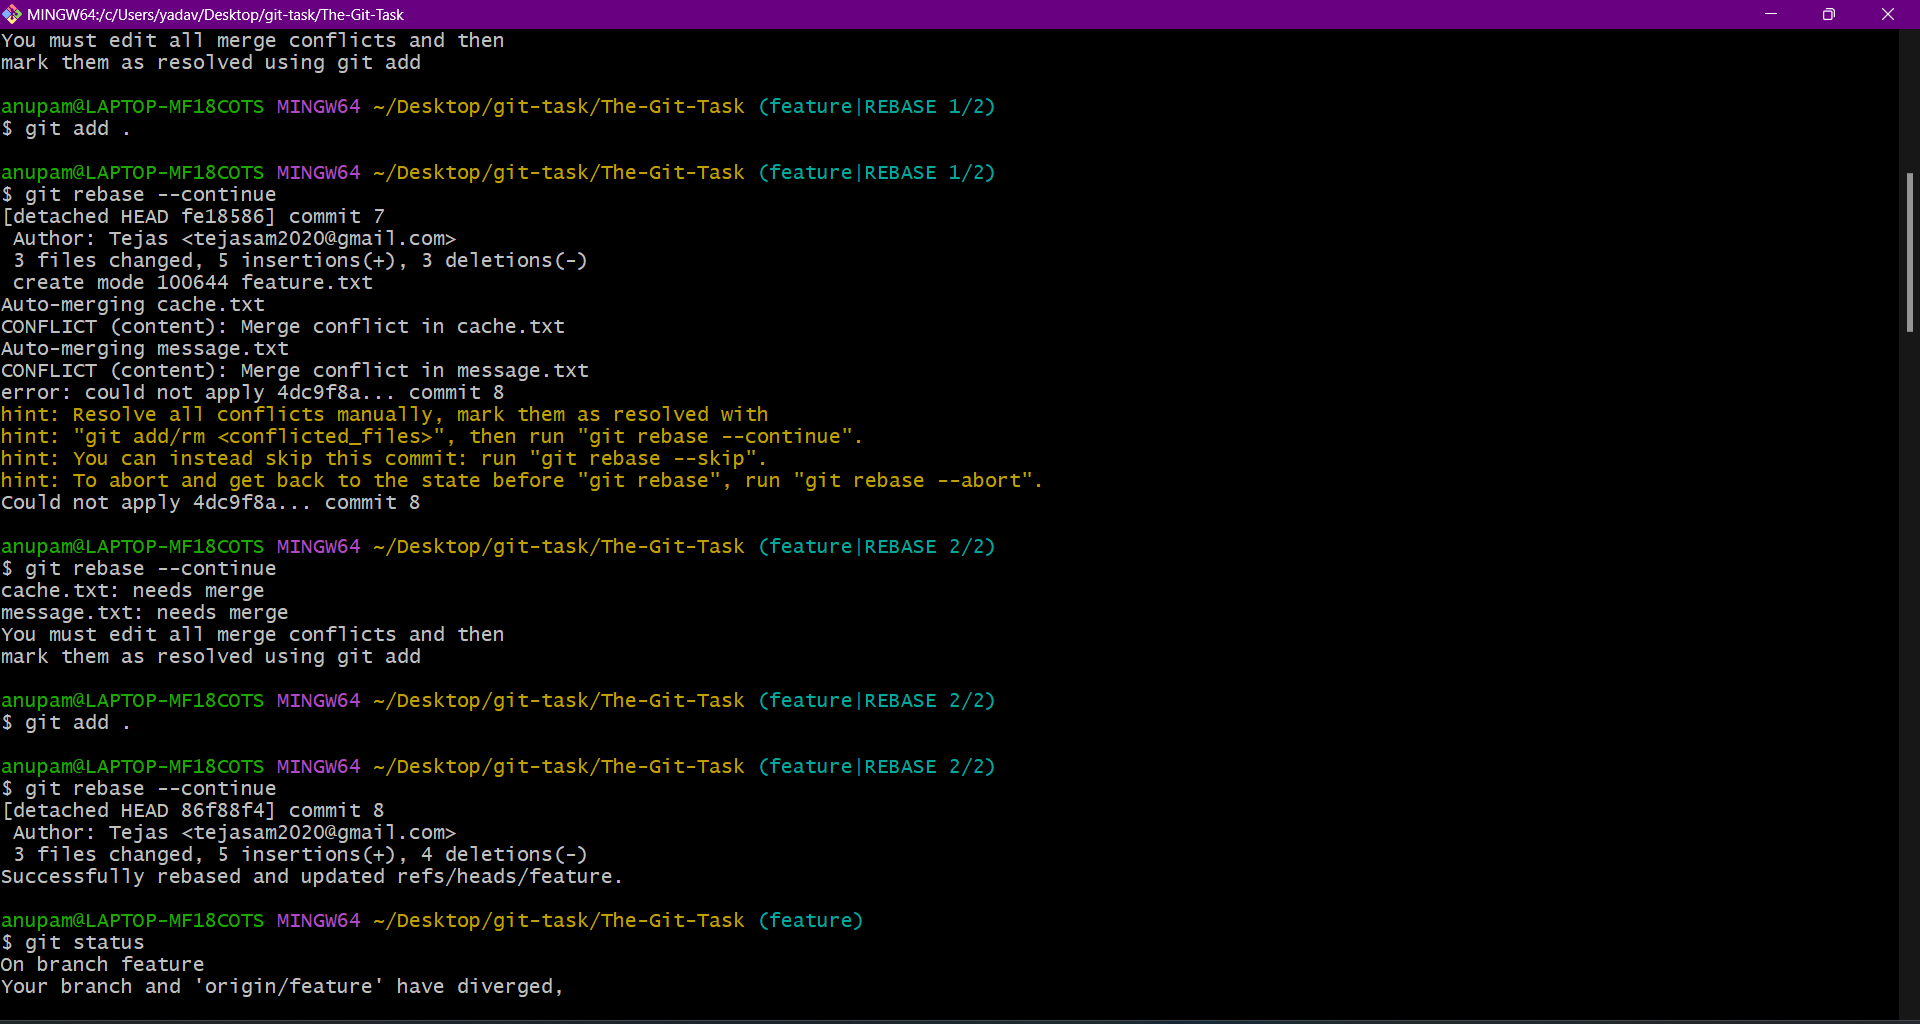 MINGW64:/c/Users/yadav/Desktop/git-task/The-Git-Task
You must edit all merge conflicts and then
mark them as resolved using git add
anupam@LAPTOP-MF18COTS MINGW64 ~/Desktop/git-task/The-Git-Task (feature|REBASE 1/2)
$ git add .
anupam@LAPTOP-MF18COTS MINGW64 ~/Desktop/git-task/The-Git-Task (feature|REBASE 1/2)
$ git rebase --continue
[detached HEAD fe18586] commit 7
 Author: Tejas <tejasam2020@gmail.com>
 3 files changed, 5 insertions(+), 3 deletions(-)
 create mode 100644 feature.txt
Auto-merging cache.txt
CONFLICT (content): Merge conflict in cache.txt
Auto-merging message.txt
CONFLICT (content): Merge conflict in message.txt
error: could not apply 4dc9f8a... commit 8
hint: Resolve all conflicts manually, mark them as resolved with
hint: "git add/rm <conflicted_files>", then run "git rebase --continue".
hint: You can instead skip this commit: run "git rebase --skip".
hint: To abort and get back to the state before "git rebase", run "git rebase --abort".
Could not apply 4dc9f8a... commit 8
anupam@LAPTOP-MF18COTS MINGW64 ~/Desktop/git-task/The-Git-Task (feature|REBASE 2/2)
$ git rebase --continue
cache.txt: needs merge
message.txt: needs merge
You must edit all merge conflicts and then
mark them as resolved using git add
anupam@LAPTOP-MF18COTS MINGW64 ~/Desktop/git-task/The-Git-Task (feature|REBASE 2/2)
$ git add .
anupam@LAPTOP-MF18COTS MINGW64 ~/Desktop/git-task/The-Git-Task (feature|REBASE 2/2)
$ git rebase --continue
[detached HEAD 86f88f4] commit 8
 Author: Tejas <tejasam2020@gmail.com>
 3 files changed, 5 insertions(+), 4 deletions(-)
Successfully rebased and updated refs/heads/feature.
anupam@LAPTOP-MF18COTS MINGW64 ~/Desktop/git-task/The-Git-Task (feature)
$ git status
On branch feature
Your branch and 'origin/feature' have diverged,